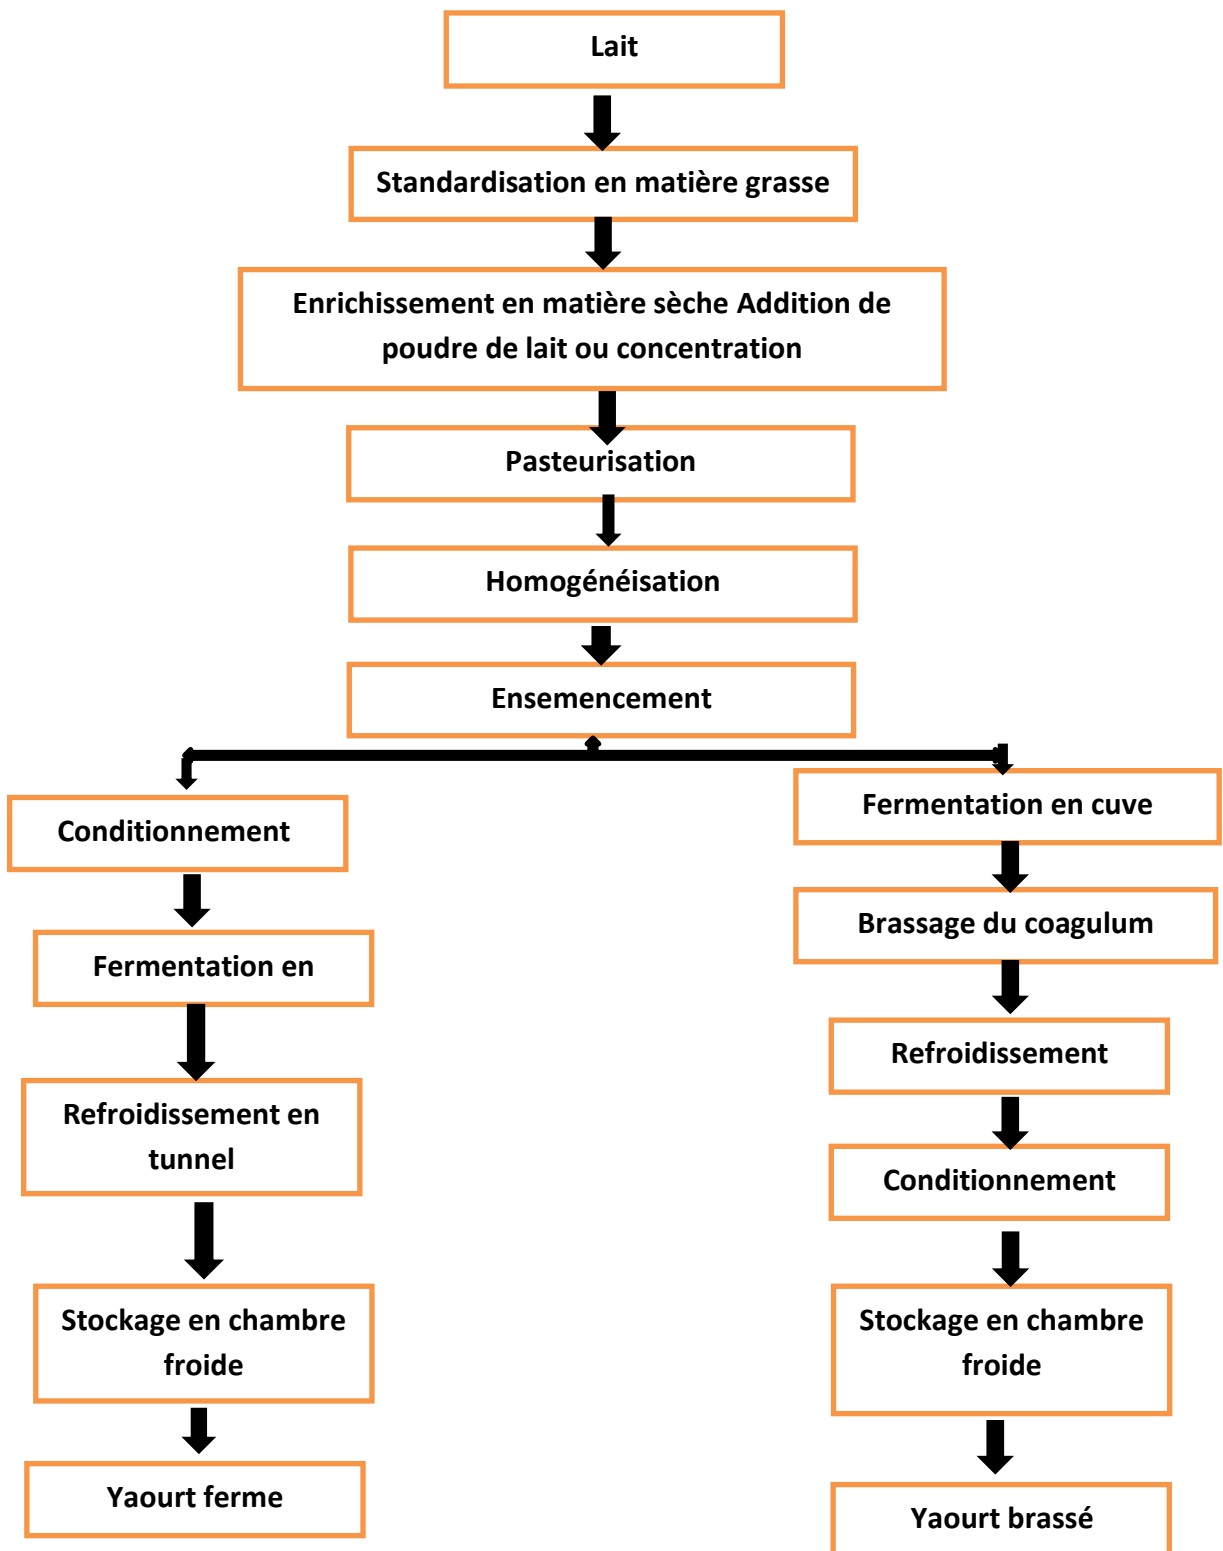 Lait
Standardisation en matière grasse
Enrichissement en matière sèche Addition de
poudre de lait ou concentration
Pasteurisation
Homogénéisation
Ensemencement
Conditionnement
Fermentation en
Refroidissement en
tunnel
Stockage en chambre
froide
Yaourt ferme
Fermentation en cuve
Brassage du coagulum
Refroidissement
Conditionnement
Stockage en chambre
froide
Yaourt brassé